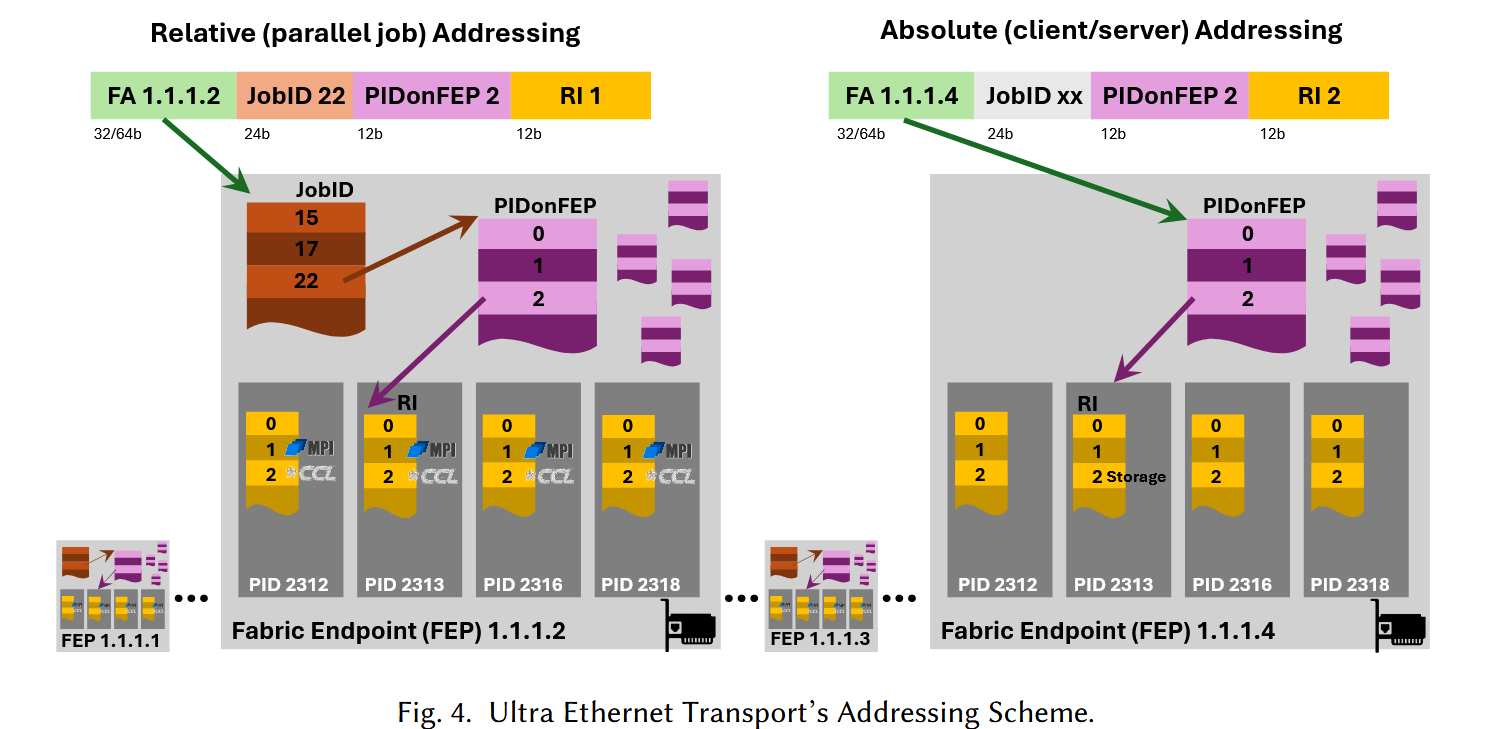 Relative (parallel job) Addressing
Absolute (client/server) Addressing
FA 1.1.1.2 JobID 22 PIDonFEP 2 RI 1
32/64b 24b 12b 12b
FA 1.1.1.4 JobID xx PIDonFEP 2 RI 2
32/64b 24b 12b 12b
JobID
15
17
22
PIDonFEP
0
1
2
RI
0
1 MPI
2 CCL
0
1 MPI
2 CCL
0
1 MPI
2 CCL
0
1 MPI
2 CCL
PID 2312 PID 2313 PID 2316 PID 2318
Fabric Endpoint (FEP) 1.1.1.2
FEP 1.1.1.1
...
...
FEP 1.1.1.3
...
PIDonFEP
0
1
2
RI
0
1
2
0
1
2 Storage
0
1
2
0
1
2
PID 2312 PID 2313 PID 2316 PID 2318
Fabric Endpoint (FEP) 1.1.1.4
Fig. 4. Ultra Ethernet Transport's Addressing Scheme.